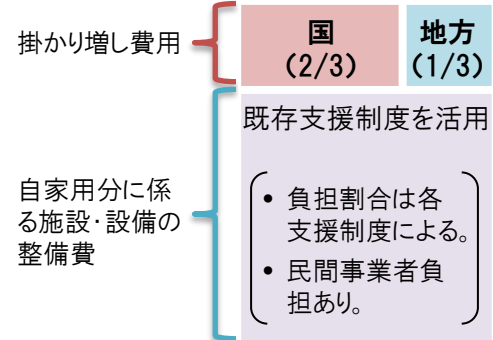 掛かり増し費用
国
(2/3)
地方
(1/3)
自家用分に係
る施設・設備の
整備費
既存支援制度を活用
• 負担割合は各
支援制度による。
• 民間事業者負
担あり。